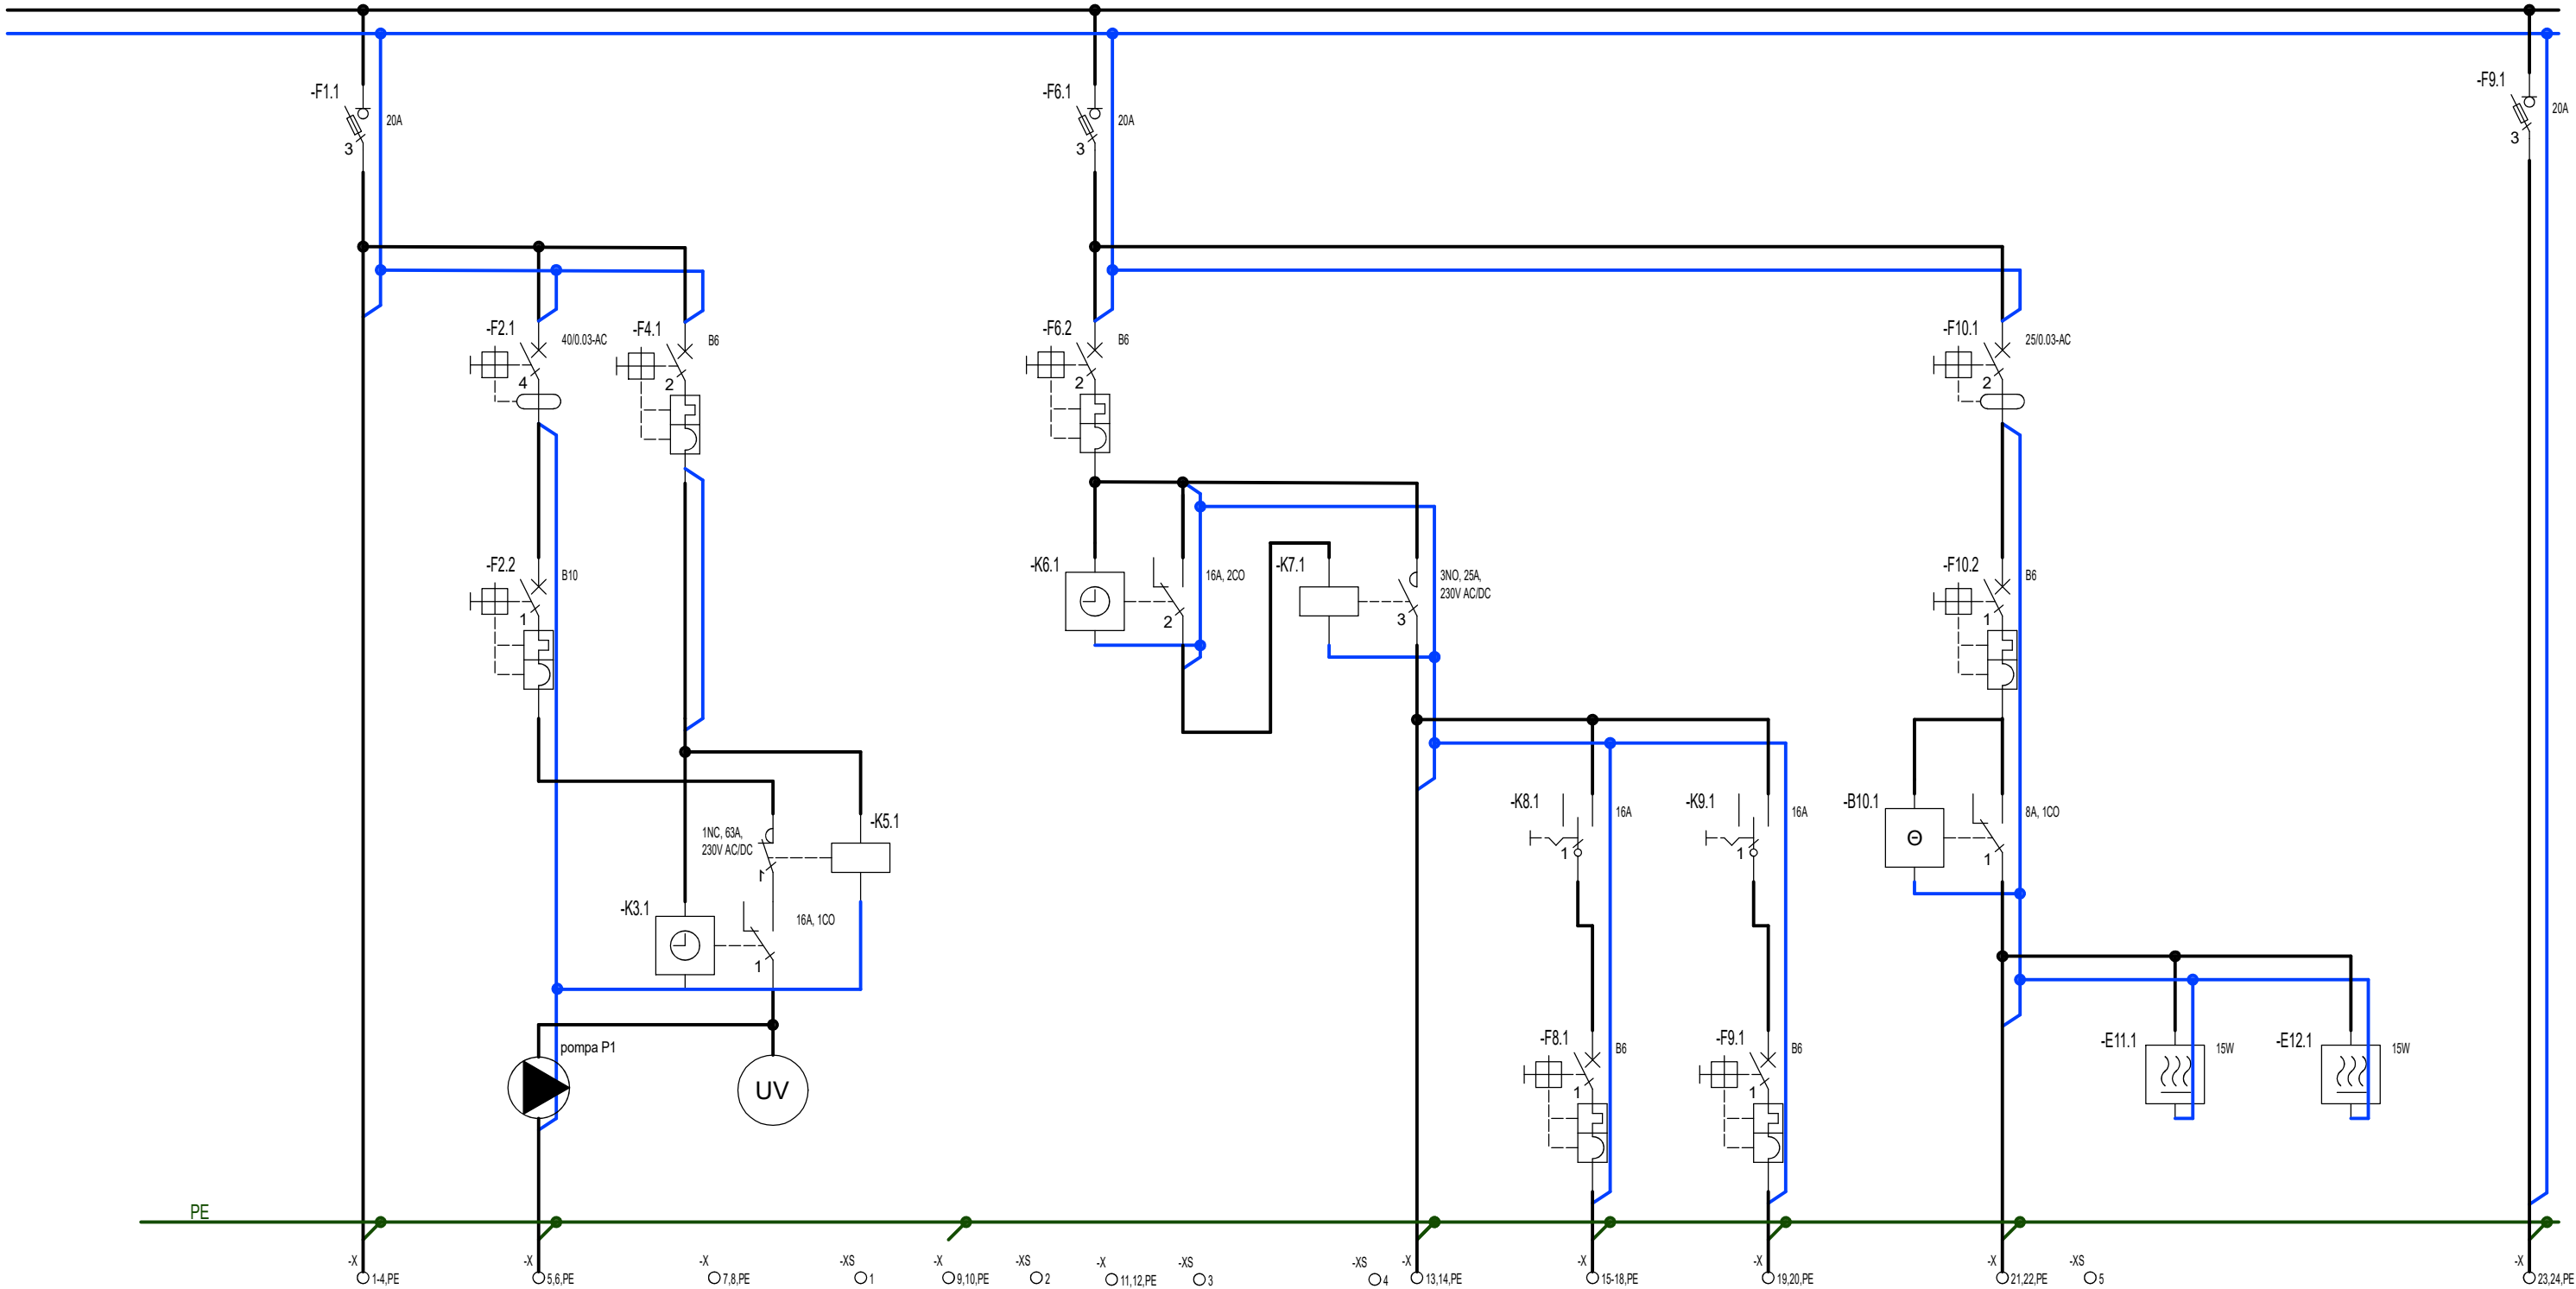 -F1.1
20A
3
-F6.1
20A
3
-F9.1
20A
3
-F2.1
40/0.03-AC
4
-F4.1
B6
2
-F6.2
B6
2
-F10.1
25/0.03-AC
2
-F2.2
B10
1
-K6.1
16A, 2CO
2
-K7.1
3NO, 25A,
230V AC/DC
3
-F10.2
B6
1
1NC, 63A,
230V AC/DC
1
-K5.1
-K8.1
16A
1
-K9.1
16A
1
-B10.1
Θ
8A, 1CO
1
-K3.1
16A, 1CO
1
pompa P1
UV
-F8.1
B6
1
-F9.1
B6
1
-E11.1
15W
-E12.1
15W
PE
-X
1-4,PE
-X
5,6,PE
-X
7,8,PE
-XS
1
-X
9,10,PE
-XS
2
-X
11,12,PE
-XS
3
-XS
4
-X
13,14,PE
-X
15-18,PE
-X
19,20,PE
-X
21,22,PE
-XS
5
-X
23,24,PE